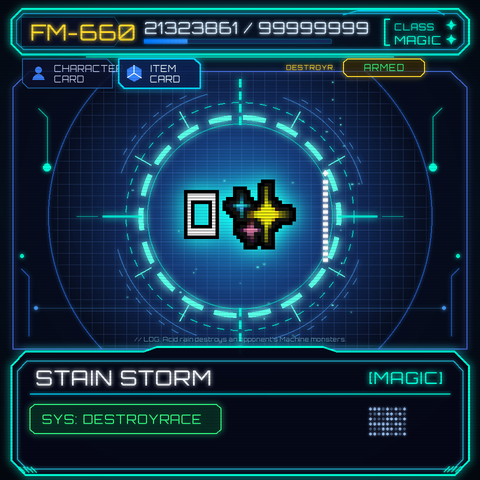 FM-660 21323861 / 99999999
CLASS
MAGIC
CHARACTER
CARD
ITEM
CARD
DESTROYR. ARMED
// LOG: Acid rain destroys an opponent's Machine monsters.
STAIN STORM [MAGIC]
SYS: DESTROYRACE